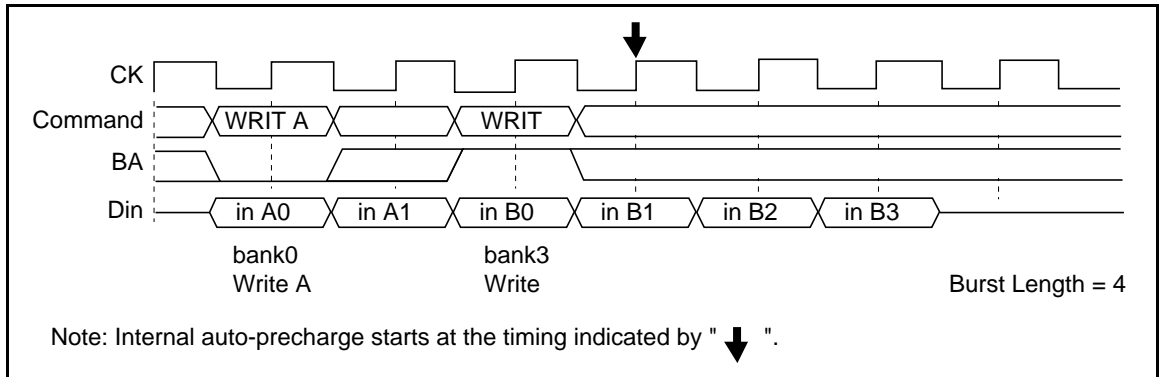 CK
Command WRIT A WRIT
BA
Din in A0 in A1 in B0 in B1 in B2 in B3
bank0 bank3
Write A Write Burst Length = 4
Note: Internal auto-precharge starts at the timing indicated by " ".